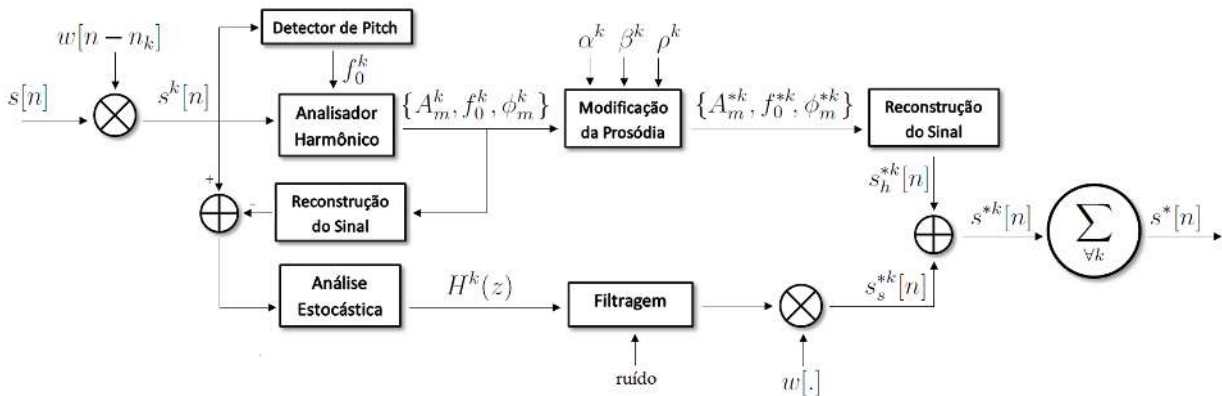 Detector de Pitch
w[n − n_k]
α^k β^k ρ^k
f_0^k
s[n]
s^k[n]
Analisador
Harmônico
{A_m^k, f_0^k, ϕ_m^k}
Modificação
da Prosódia
{A_m^{*k}, f_0^{*k}, ϕ_m^{*k}}
Reconstrução
do Sinal
+
-
Reconstrução
do Sinal
s_h^{*k}[n]
s^{*k}[n]
∑
∀k
s^*[n]
Análise
Estocástica
H^k(z)
Filtragem
s_s^{*k}[n]
ruído
w[.]